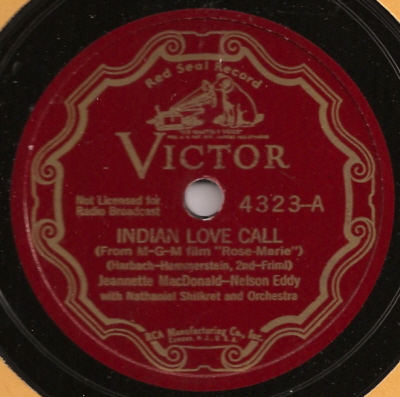 Red Seal Record
"HIS MASTER'S VOICE"
VICTOR
Not Licensed for
Radio Broadcast
4323-A
INDIAN LOVE CALL
(From M-G-M film "Rose-Marie")
(Harbach-Hammerstein, 2nd-Friml)
Jeannette MacDonald-Nelson Eddy
with Nathaniel Shilkret and Orchestra
RCA Manufacturing Co., Inc.
CAMDEN, N.J., U.S.A.